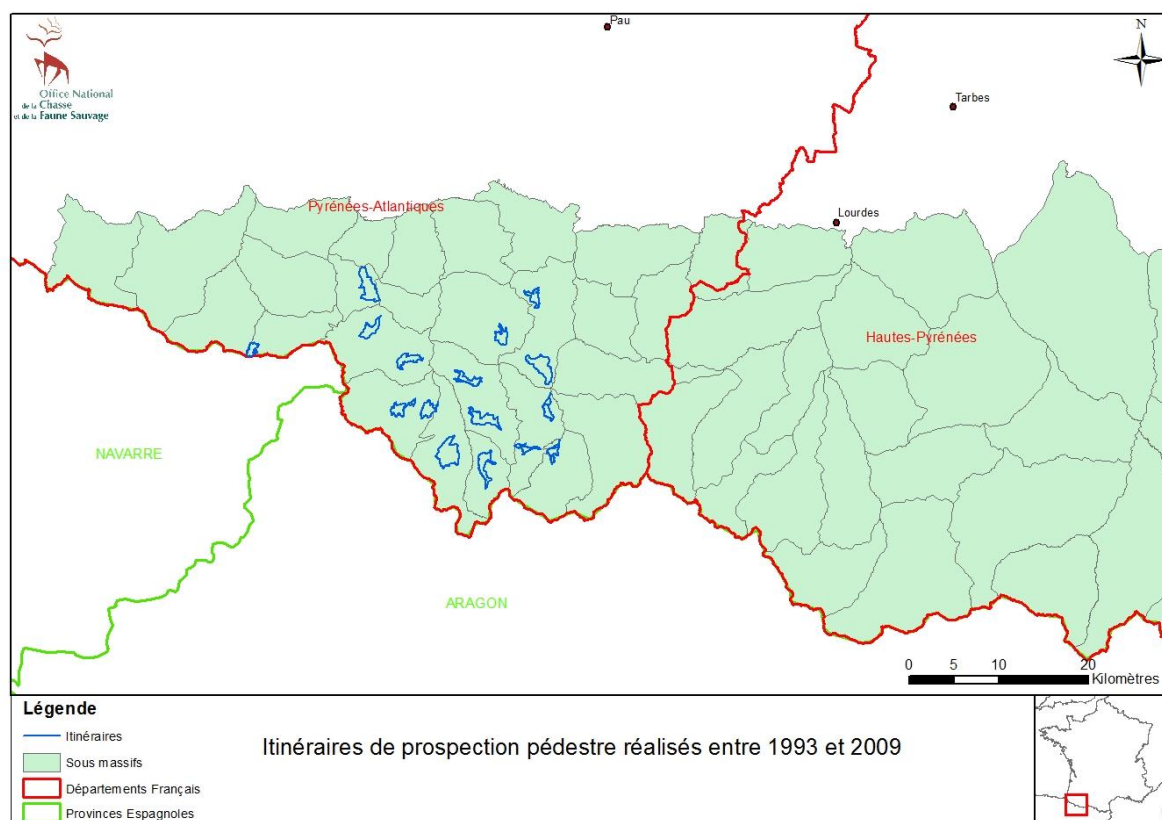 Pau
N
Office National
de la Chasse
et de la Faune Sauvage
Tarbes
Pyrénées-Atlantiques
Lourdes
Hautes-Pyrénées
NAVARRE
ARAGON
0 5 10 20
Kilomètres
Légende
Itinéraires
Sous massifs
Départements Français
Provinces Espagnoles
Itinéraires de prospection pédestre réalisés entre 1993 et 2009